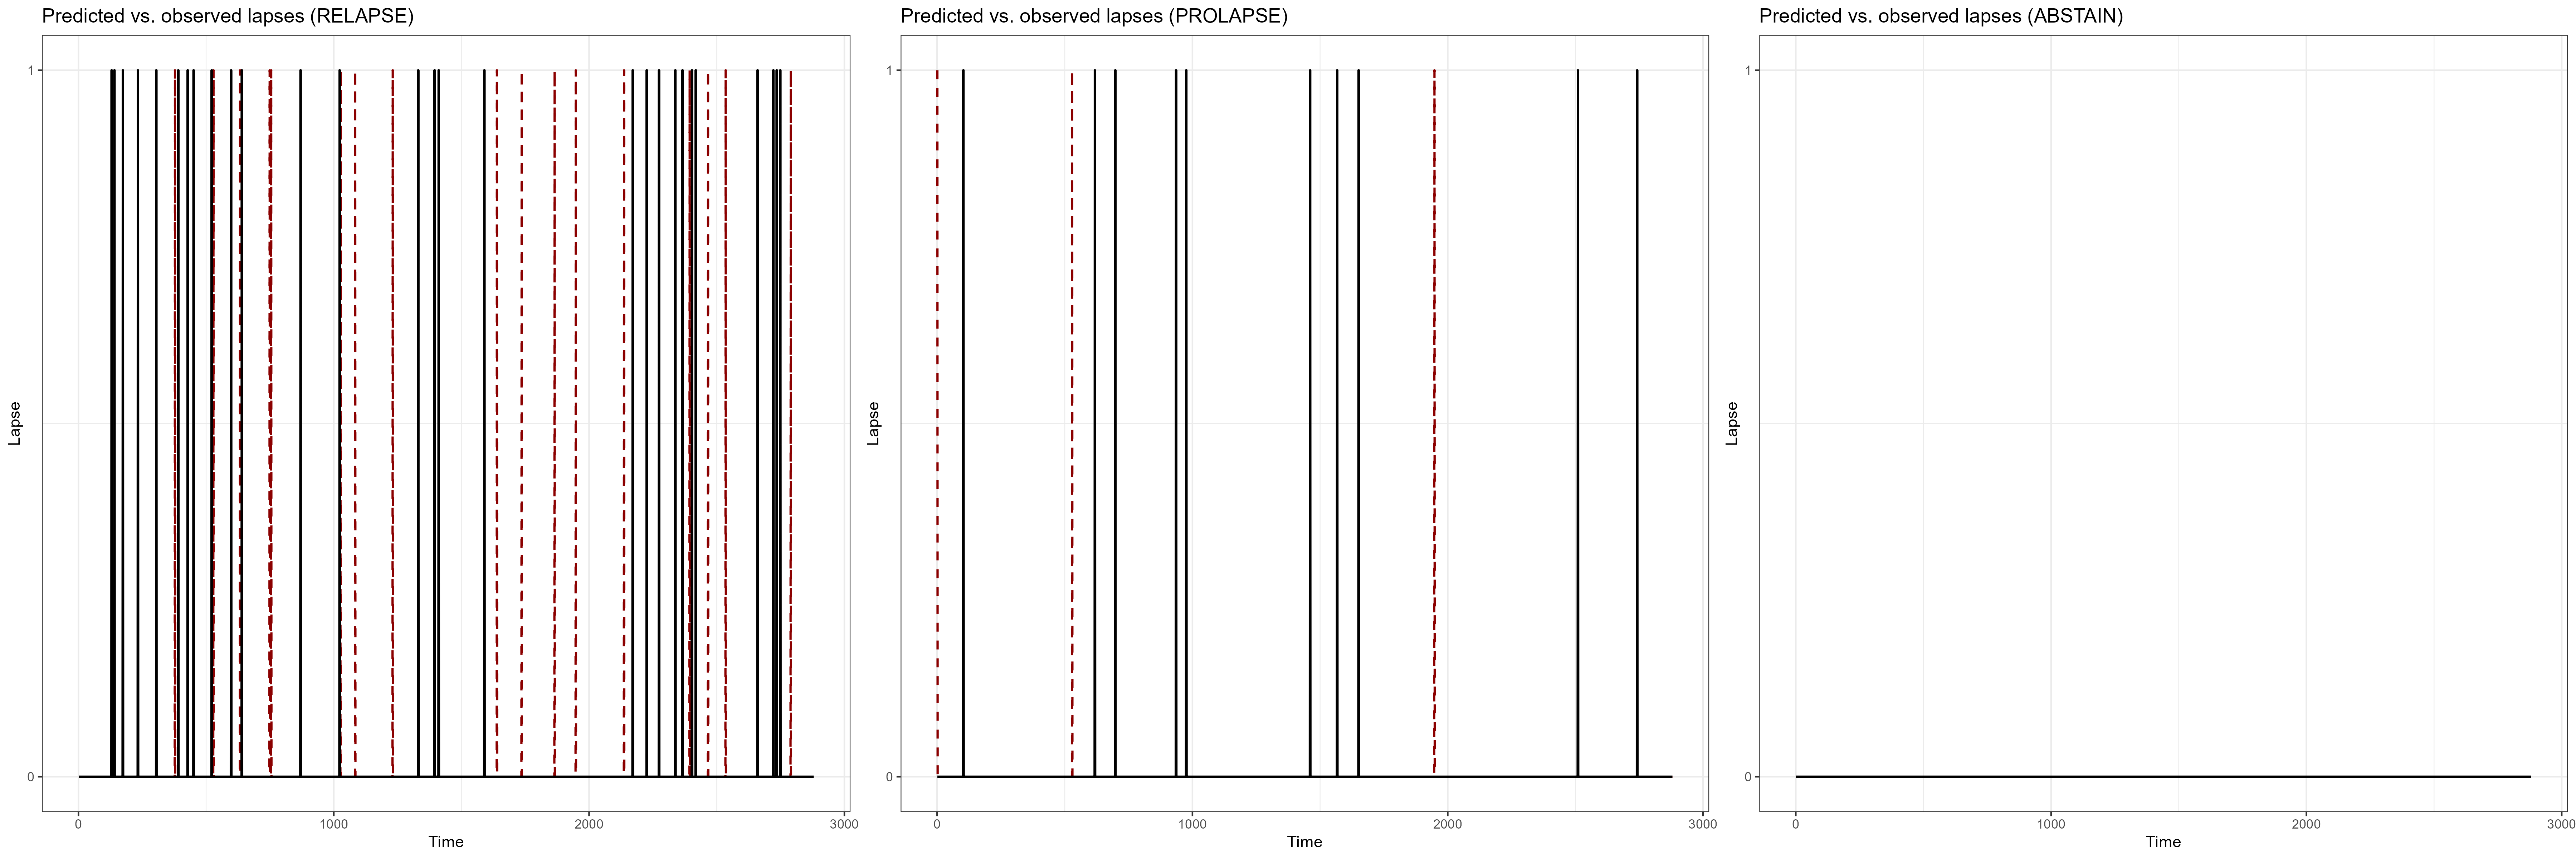 Predicted vs. observed lapses (RELAPSE)
1
0
Lapse
0 1000 2000 3000
Time
Predicted vs. observed lapses (PROLAPSE)
1
0
Lapse
0 1000 2000 3000
Time
Predicted vs. observed lapses (ABSTAIN)
1
0
Lapse
0 1000 2000 3000
Time